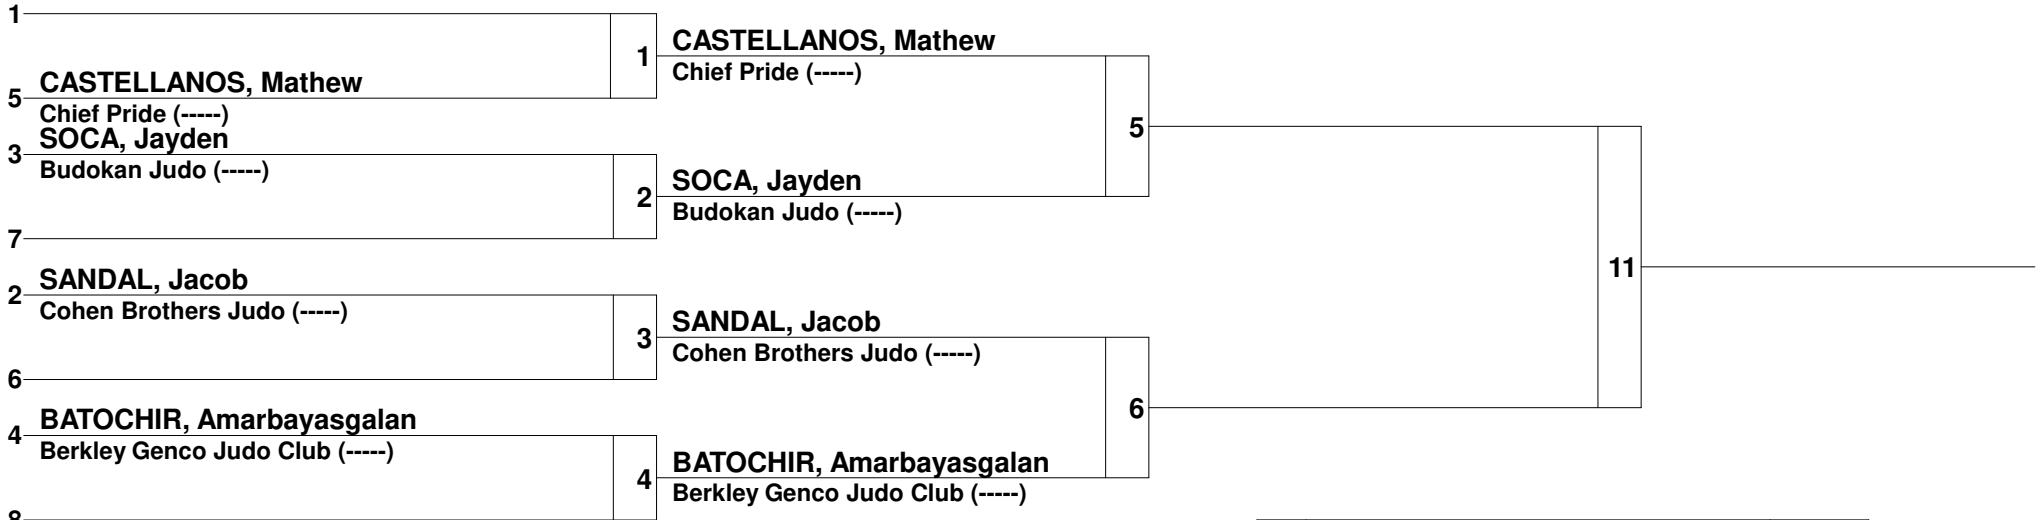 1
CASTELLANOS, Mathew
1
Chief Pride (-----)
CASTELLANOS, Mathew
5
Chief Pride (-----)
5
SOCA, Jayden
3
Budokan Judo (-----)
SOCA, Jayden
2
Budokan Judo (-----)
7
11
SANDAL, Jacob
2
Cohen Brothers Judo (-----)
SANDAL, Jacob
3
Cohen Brothers Judo (-----)
6
6
BATOCHIR, Amarbayasgalan
4
Berkley Genco Judo Club (-----)
BATOCHIR, Amarbayasgalan
4
Berkley Genco Judo Club (-----)
8